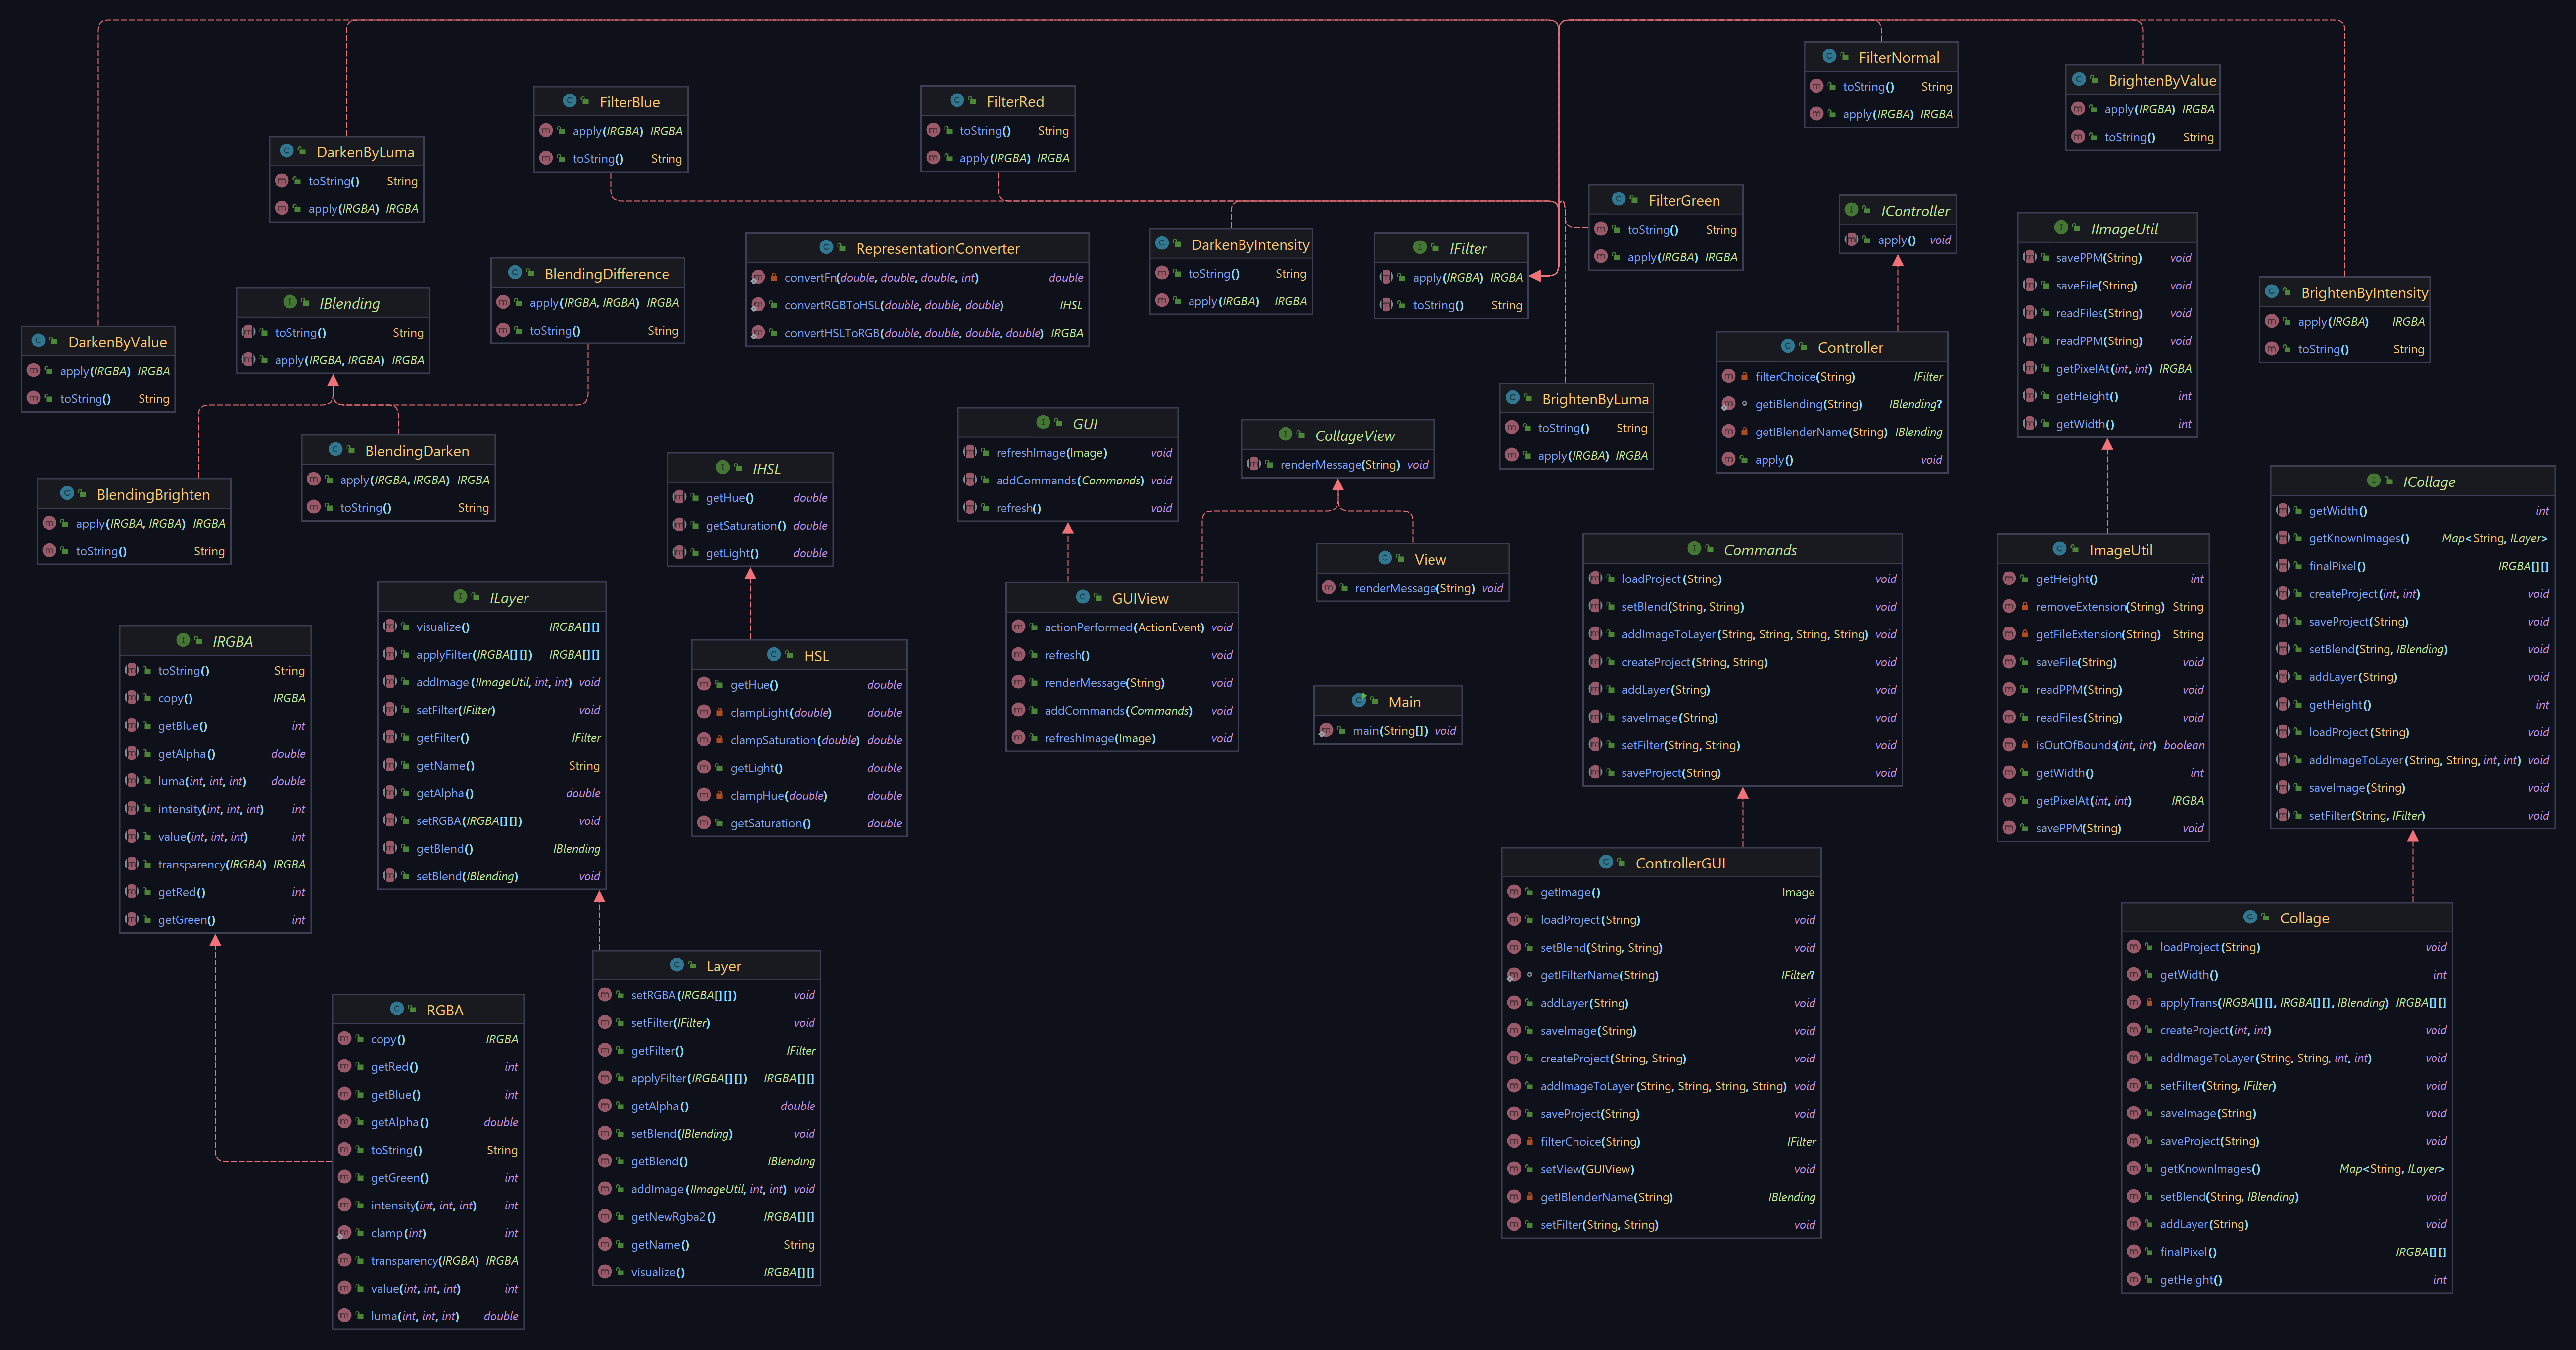 FilterNormal
toString() String
apply(IRGBA) IRGBA
BrightenByValue
apply(IRGBA) IRGBA
toString() String
FilterBlue
apply(IRGBA) IRGBA
toString() String
FilterRed
toString() String
apply(IRGBA) IRGBA
DarkenByLuma
toString() String
apply(IRGBA) IRGBA
FilterGreen
toString() String
apply(IRGBA) IRGBA
IController
apply() void
IImageUtil
savePPM(String) void
saveFile(String) void
readFiles(String) void
readPPM(String) void
getPixelAt(int, int) IRGBA
getHeight() int
getWidth() int
RepresentationConverter
convertFn(double, double, double, int) double
convertRGBToHSL(double, double, double) IHSL
convertHSLToRGB(double, double, double, double) IRGBA
DarkenByIntensity
toString() String
apply(IRGBA) IRGBA
IFilter
apply(IRGBA) IRGBA
toString() String
BlendingDifference
apply(IRGBA, IRGBA) IRGBA
toString() String
BrightenByIntensity
apply(IRGBA) IRGBA
toString() String
IBlending
toString() String
apply(IRGBA, IRGBA) IRGBA
DarkenByValue
apply(IRGBA) IRGBA
toString() String
Controller
filterChoice(String) IFilter
getiBlending(String) IBlending?
getIBlenderName(String) IBlending
apply() void
BrightenByLuma
toString() String
apply(IRGBA) IRGBA
GUI
refreshImage(Image) void
addCommands(Commands) void
refresh() void
CollageView
renderMessage(String) void
BlendingDarken
apply(IRGBA, IRGBA) IRGBA
toString() String
IHSL
getHue() double
getSaturation() double
getLight() double
ICollage
getWidth() int
getKnownImages() Map<String, ILayer>
finalPixel() IRGBA[][]
createProject(int, int) void
saveProject(String) void
setBlend(String, IBlending) void
addLayer(String) void
getHeight() int
loadProject(String) void
addImageToLayer(String, String, int, int) void
saveImage(String) void
setFilter(String, IFilter) void
BlendingBrighten
apply(IRGBA, IRGBA) IRGBA
toString() String
Commands
loadProject(String) void
setBlend(String, String) void
addImageToLayer(String, String, String, String) void
createProject(String, String) void
addLayer(String) void
saveImage(String) void
setFilter(String, String) void
saveProject(String) void
ImageUtil
getHeight() int
removeExtension(String) String
getFileExtension(String) String
saveFile(String) void
readPPM(String) void
readFiles(String) void
isOutOfBounds(int, int) boolean
getWidth() int
getPixelAt(int, int) IRGBA
savePPM(String) void
View
renderMessage(String) void
GUIView
actionPerformed(ActionEvent) void
refresh() void
renderMessage(String) void
addCommands(Commands) void
refreshImage(Image) void
ILayer
visualize() IRGBA[][]
applyFilter(IRGBA[][]) IRGBA[][]
addImage(IImageUtil, int, int) void
setFilter(IFilter) void
getFilter() IFilter
getName() String
getAlpha() double
setRGBA(IRGBA[][]) void
getBlend() IBlending
setBlend(IBlending) void
IRGBA
toString() String
copy() IRGBA
getBlue() int
getAlpha() double
luma(int, int, int) double
intensity(int, int, int) int
value(int, int, int) int
transparency(IRGBA) IRGBA
getRed() int
getGreen() int
HSL
getHue() double
clampLight(double) double
clampSaturation(double) double
getLight() double
clampHue(double) double
getSaturation() double
Main
main(String[]) void
ControllerGUI
getImage() Image
loadProject(String) void
setBlend(String, String) void
getIFilterName(String) IFilter?
addLayer(String) void
saveImage(String) void
createProject(String, String) void
addImageToLayer(String, String, String, String) void
saveProject(String) void
filterChoice(String) IFilter
setView(GUIView) void
getIBlenderName(String) IBlending
setFilter(String, String) void
Collage
loadProject(String) void
getWidth() int
applyTrans(IRGBA[][], IRGBA[][], IBlending) IRGBA[][]
createProject(int, int) void
addImageToLayer(String, String, int, int) void
setFilter(String, IFilter) void
saveImage(String) void
saveProject(String) void
getKnownImages() Map<String, ILayer>
setBlend(String, IBlending) void
addLayer(String) void
finalPixel() IRGBA[][]
getHeight() int
Layer
setRGBA(IRGBA[][]) void
setFilter(IFilter) void
getFilter() IFilter
applyFilter(IRGBA[][]) IRGBA[][]
getAlpha() double
setBlend(IBlending) void
getBlend() IBlending
addImage(IImageUtil, int, int) void
getNewRgba2() IRGBA[][]
getName() String
visualize() IRGBA[][]
RGBA
copy() IRGBA
getRed() int
getBlue() int
getAlpha() double
toString() String
getGreen() int
intensity(int, int, int) int
clamp(int) int
transparency(IRGBA) IRGBA
value(int, int, int) int
luma(int, int, int) double